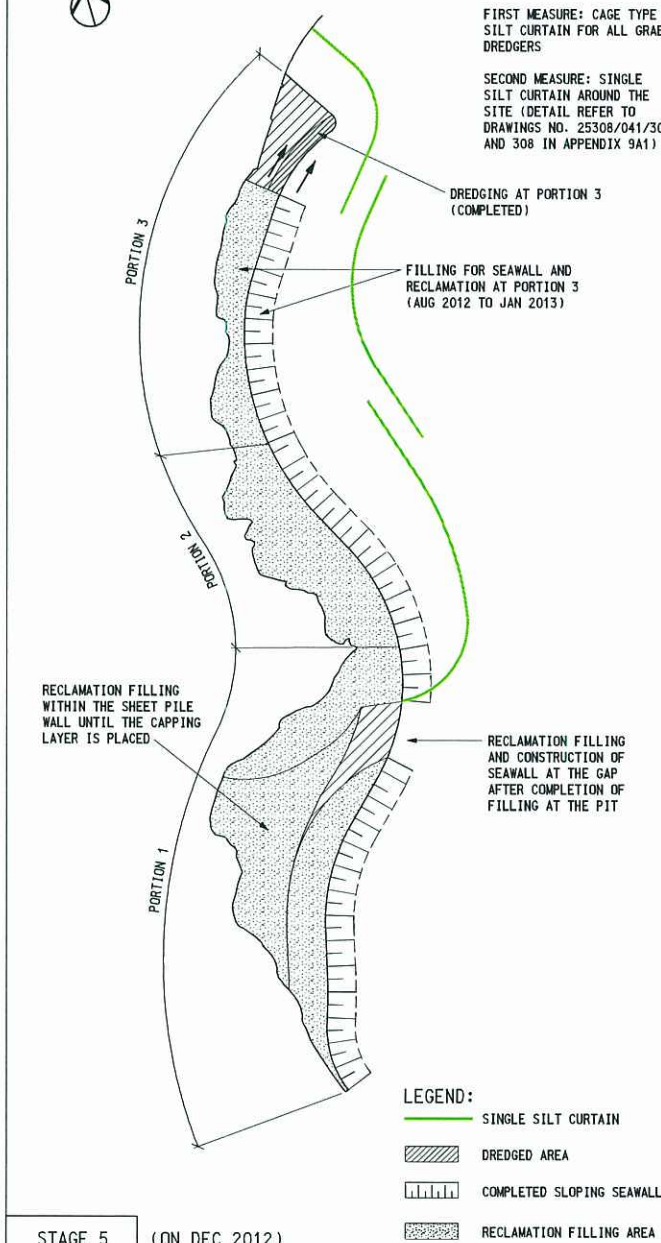 FIRST MEASURE: CAGE TYPE
SILT CURTAIN FOR ALL
DREDGERS
SECOND MEASURE: SINGLE
SILT CURTAIN AROUND THE
SITE (DETAIL REFER TO
DRAWINGS NO.
AND 308 IN APPENDIX 9A1)
DREDGING AT PORTION 3
(COMPLETED)
PORTION 3
FILLING FOR SEAWALL AND
RECLAMATION AT PORTION 3
(AUG 2012 TO JAN 2013)
PORTION 2
RECLAMATION FILLING
WITHIN THE SHEET PILE
WALL UNTIL THE CAPPING
LAYER IS PLACED
RECLAMATION FILLING
AND CONSTRUCTION OF
SEAWALL AT THE GAP
AFTER COMPLETION OF
FILLING AT THE PIT
PORTION 1
LEGEND:
SINGLE SILT CURTAIN
DREDGED AREA
COMPLETED SLOPING SEAWALL
RECLAMATION FILLING AREA
STAGE 5 (ON DEC 2012)